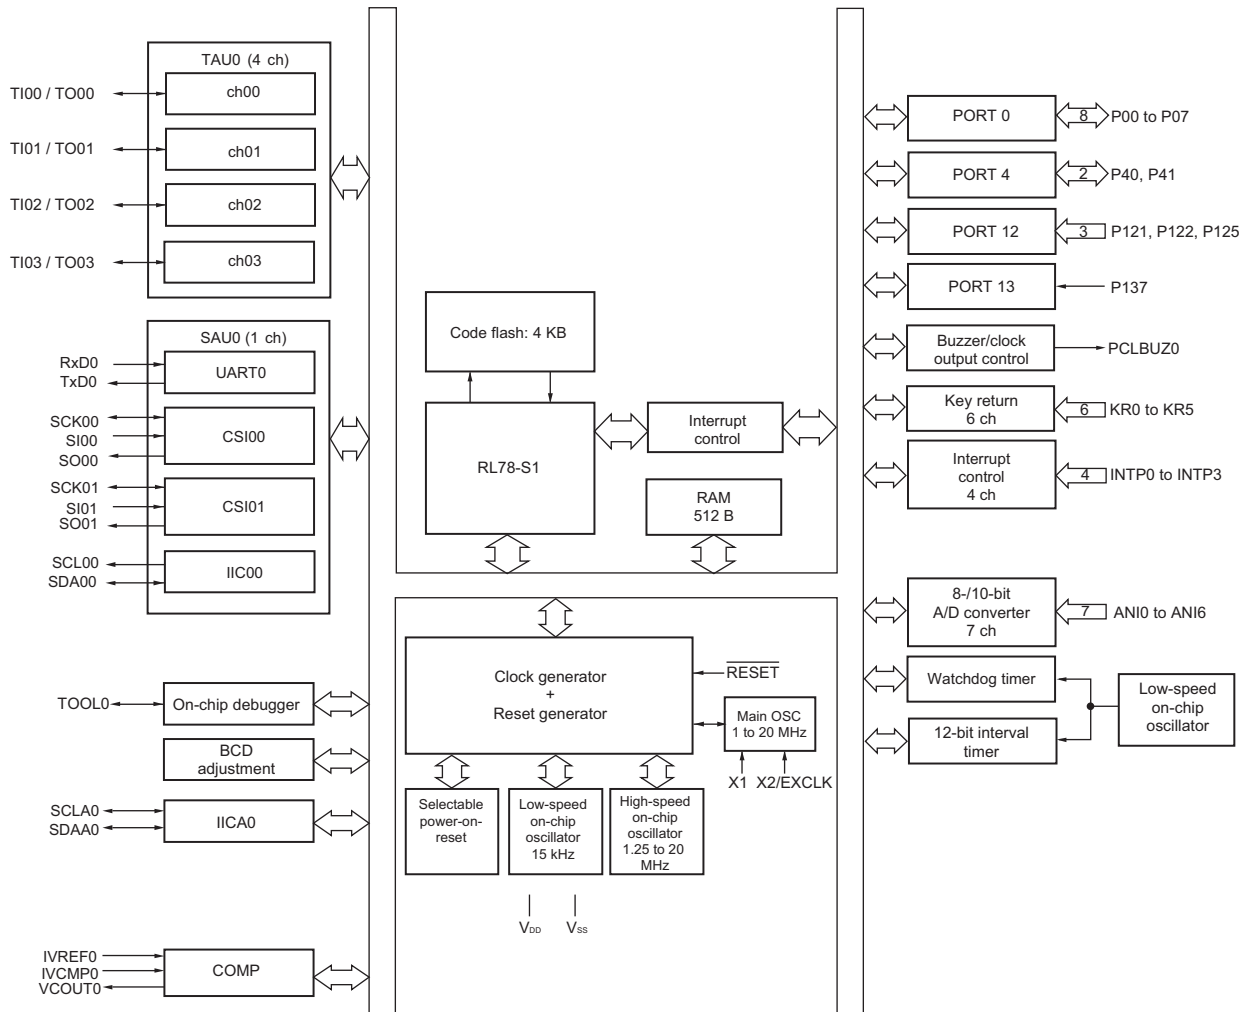 TAU0 (4 ch)
TI00 / TO00
ch00
TI01 / TO01
ch01
TI02 / TO02
ch02
TI03 / TO03
ch03
SAU0 (1 ch)
RxD0
TxD0
UART0
SCK00
SI00
SO00
CSI00
SCK01
SI01
SO01
CSI01
SCL00
SDA00
IIC00
TOOL0
On-chip debugger
BCD
adjustment
SCLA0
SDAA0
IICA0
IVREF0
IVCMP0
VCOUT0
COMP
Code flash: 4 KB
RL78-S1
Interrupt
control
RAM
512 B
Clock generator
+
Reset generator
RESET
Main OSC
1 to 20 MHz
X1
X2/EXCLK
Selectable
power-on-
reset
Low-speed
on-chip
oscillator
15 kHz
High-speed
on-chip
oscillator
1.25 to 20
MHz
VDD
VSS
PORT 0
8
P00 to P07
PORT 4
2
P40, P41
PORT 12
3
P121, P122, P125
PORT 13
P137
Buzzer/clock
output control
PCLBUZ0
Key return
6 ch
6
KR0 to KR5
Interrupt
control
4 ch
4
INTP0 to INTP3
8-/10-bit
A/D converter
7 ch
7
ANI0 to ANI6
Watchdog timer
12-bit interval
timer
Low-speed
on-chip
oscillator